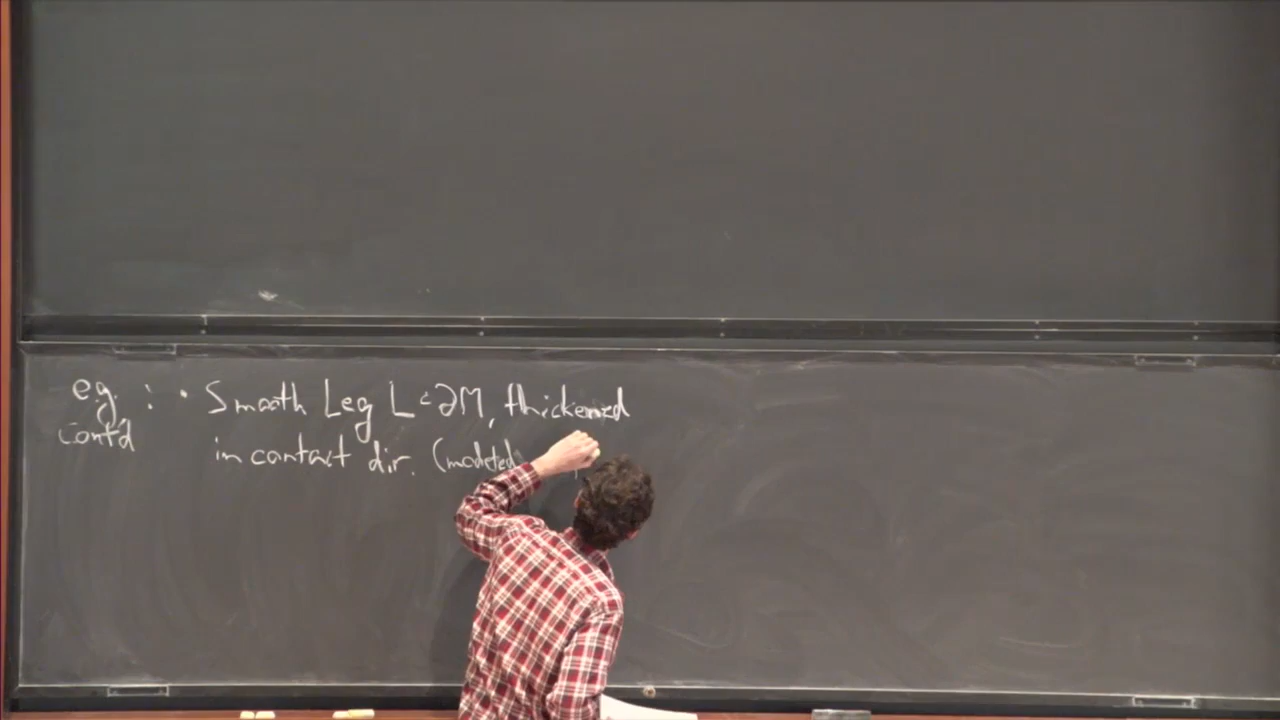 e.g. : • Smooth Leg L ⊂ ∂M, thickened
cont'd in contact dir. (modeled